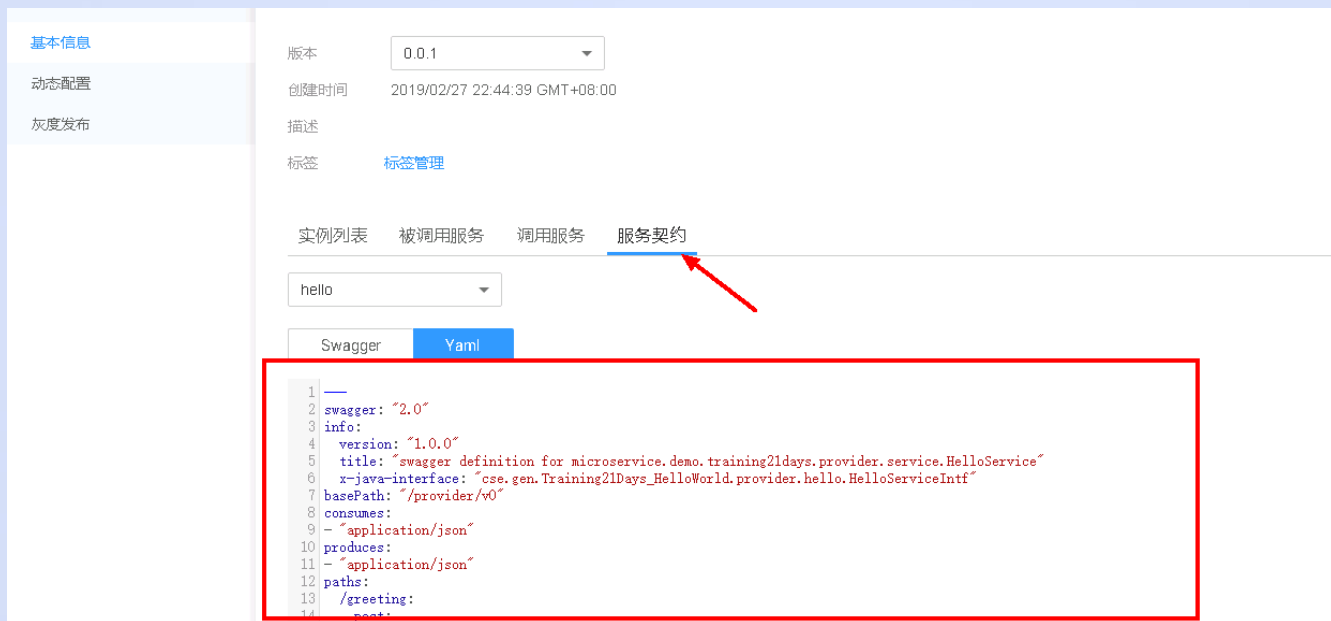 基本信息
动态配置
灰度发布
版本 0.0.1
创建时间 2019/02/27 22:44:39 GMT+08:00
描述
标签 标签管理
实例列表 被调用服务 调用服务 服务契约
hello
Swagger Yaml
1 ---
2 swagger: "2.0"
3 info:
4 version: "1.0.0"
5 title: "swagger definition for microservice.demo.training21days.provider.service.HelloService"
6 x-java-interface: "cse.gen.Training21Days_HelloWorld.provider.hello.HelloServiceIntf"
7 basePath: "/provider/v0"
8 consumes:
9 - "application/json"
10 produces:
11 - "application/json"
12 paths:
13 /greeting:
14 post: